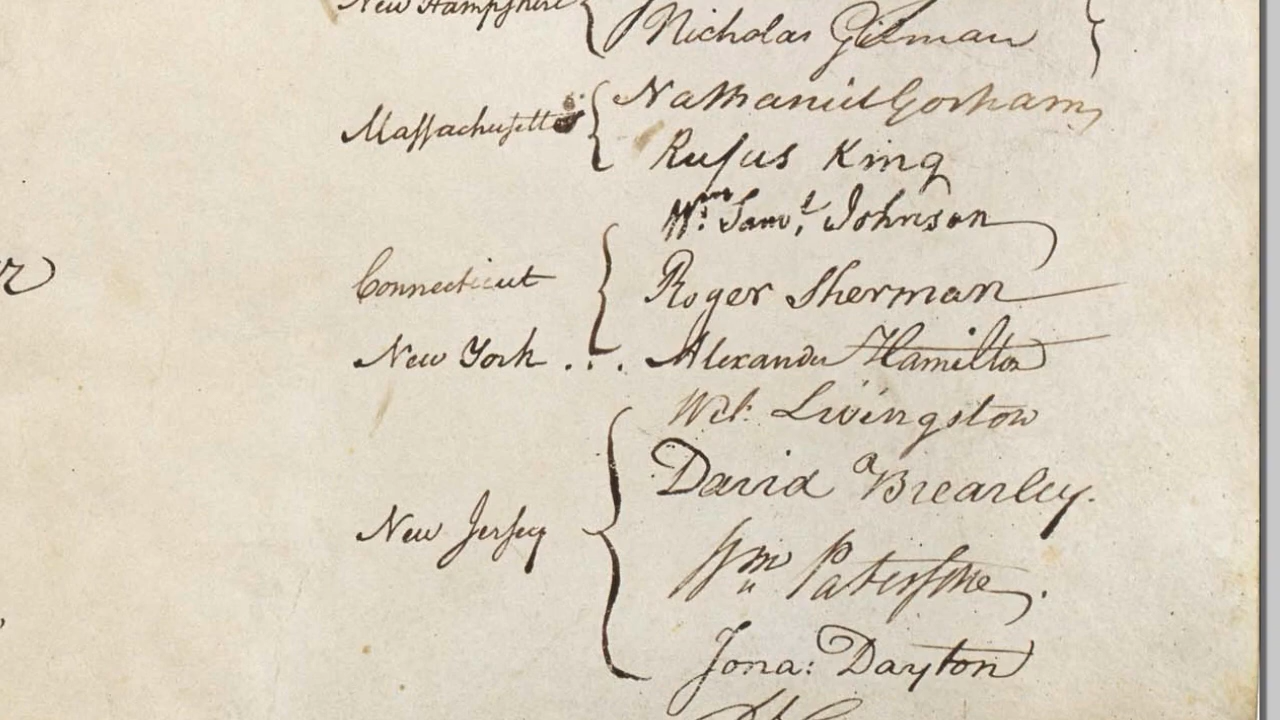 New Hampshire { Nicholas Gilman }
Massachusetts { Nathaniel Gorham
Rufus King
Wm: Saml. Johnson
Connecticut { Roger Sherman
New York . . . Alexander Hamilton
Wil: Livingston
New Jersey { David Brearley.
Wm Paterson.
Jona: Dayton